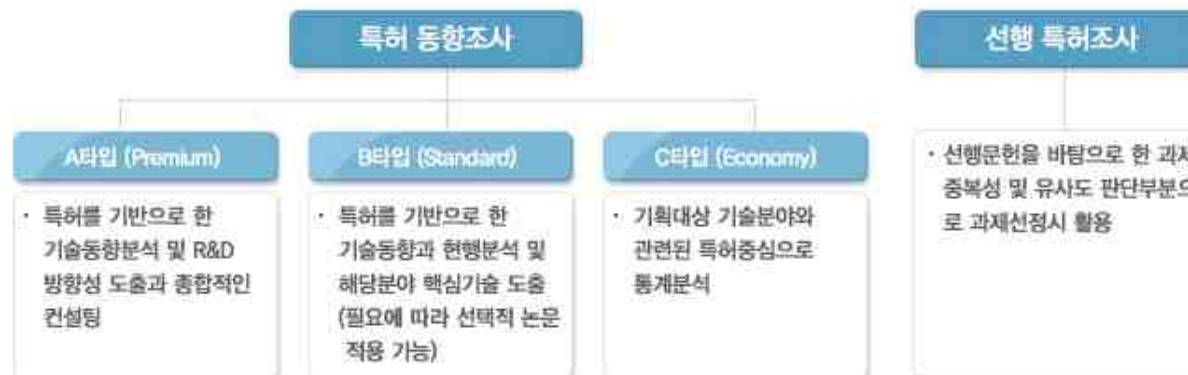 특허 동향조사
선행 특허조사
A타입 (Premium)
B타입 (Standard)
C타입 (Economy)
· 특허를 기반으로 한
기술동향분석 및 R&D
방향성 도출과 종합적인
컨설팅
· 특허를 기반으로 한
기술동향과 현행분석 및
해당분야 핵심기술 도출
(필요에 따라 선택적 논문
적용 가능)
· 기획대상 기술분야와
관련된 특허중심으로
통계분석
· 선행문헌을 바탕으로 한 과제
중복성 및 유사도 판단부분으
로 과제선정시 활용